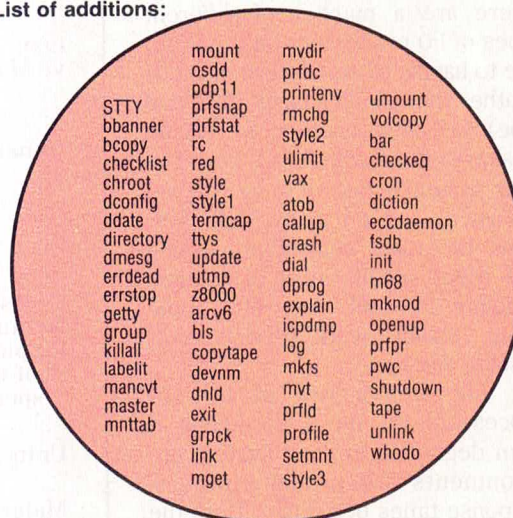 List of additions:
STTY
bbanner
bcopy
checklist
chroot
dconfig
ddate
directory
dmesg
errdead
errstop
getty
group
killall
labelit
mancvt
master
mnttab
mount
osdd
pdp11
prfsnap
prfstat
rc
red
style
style1
termcap
ttys
update
utmp
z8000
arcv6
bls
copytape
devnm
dnld
exit
grpck
link
mget
mvdir
prfdc
printenv
rmchg
style2
ulimit
vax
atob
callup
crash
dial
dprog
explain
icpdmp
log
mkfs
mvt
prfld
profile
setmnt
style3
umount
volcopy
bar
checkeq
cron
diction
eccdaemon
fsdb
init
m68
mknod
openup
prfpr
pwc
shutdown
tape
unlink
whodo